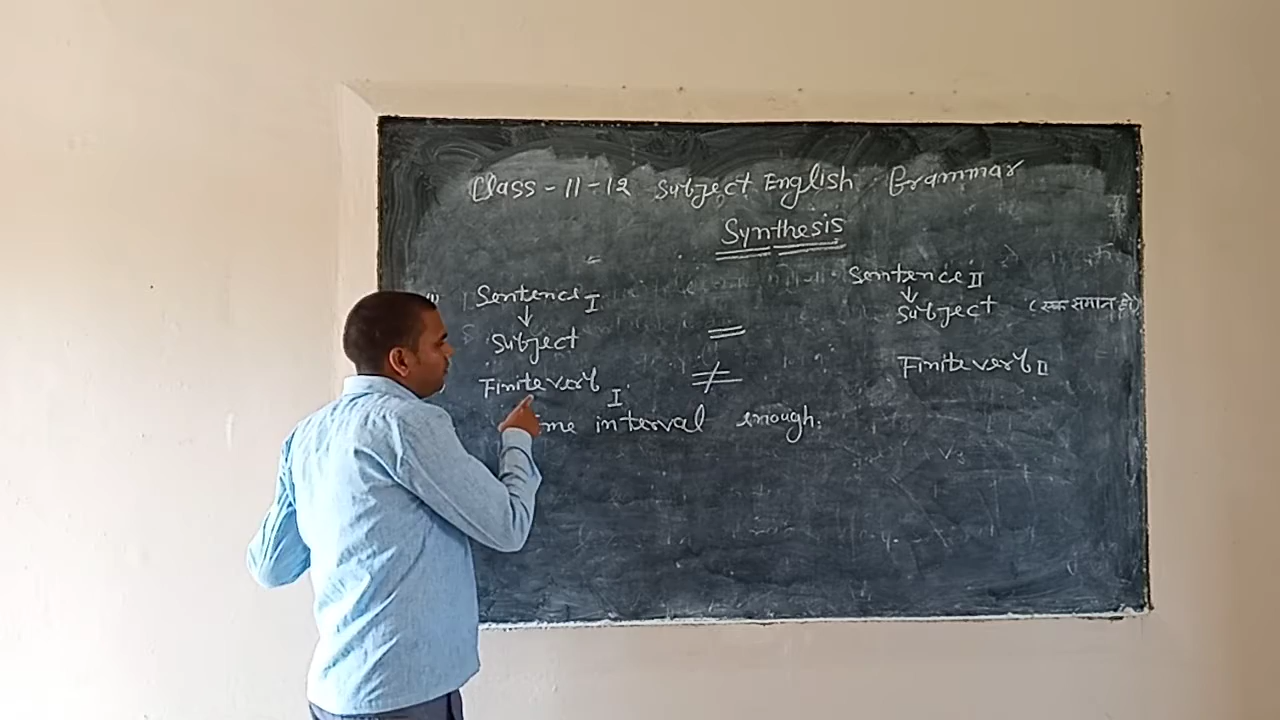 Class - 11 - 12 Subject English Grammar
Synthesis
Sentence I Sentence II
↓ ↓
Subject = Subject (एक समान हो)
Finite verb I ≠ Finite verb II
interval enough.